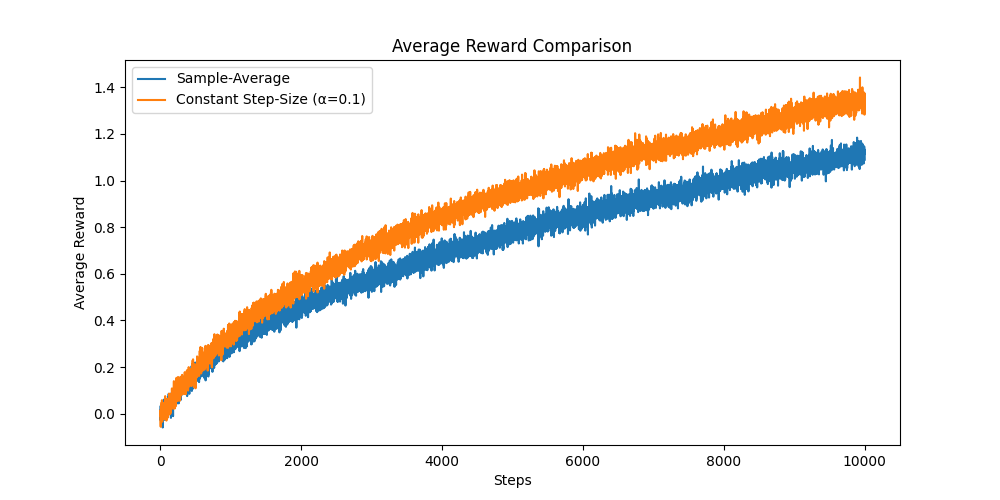 Average Reward Comparison
Sample-Average
Constant Step-Size (α=0.1)
Average Reward
1.4
1.2
1.0
0.8
0.6
0.4
0.2
0.0
0 2000 4000 6000 8000 10000
Steps